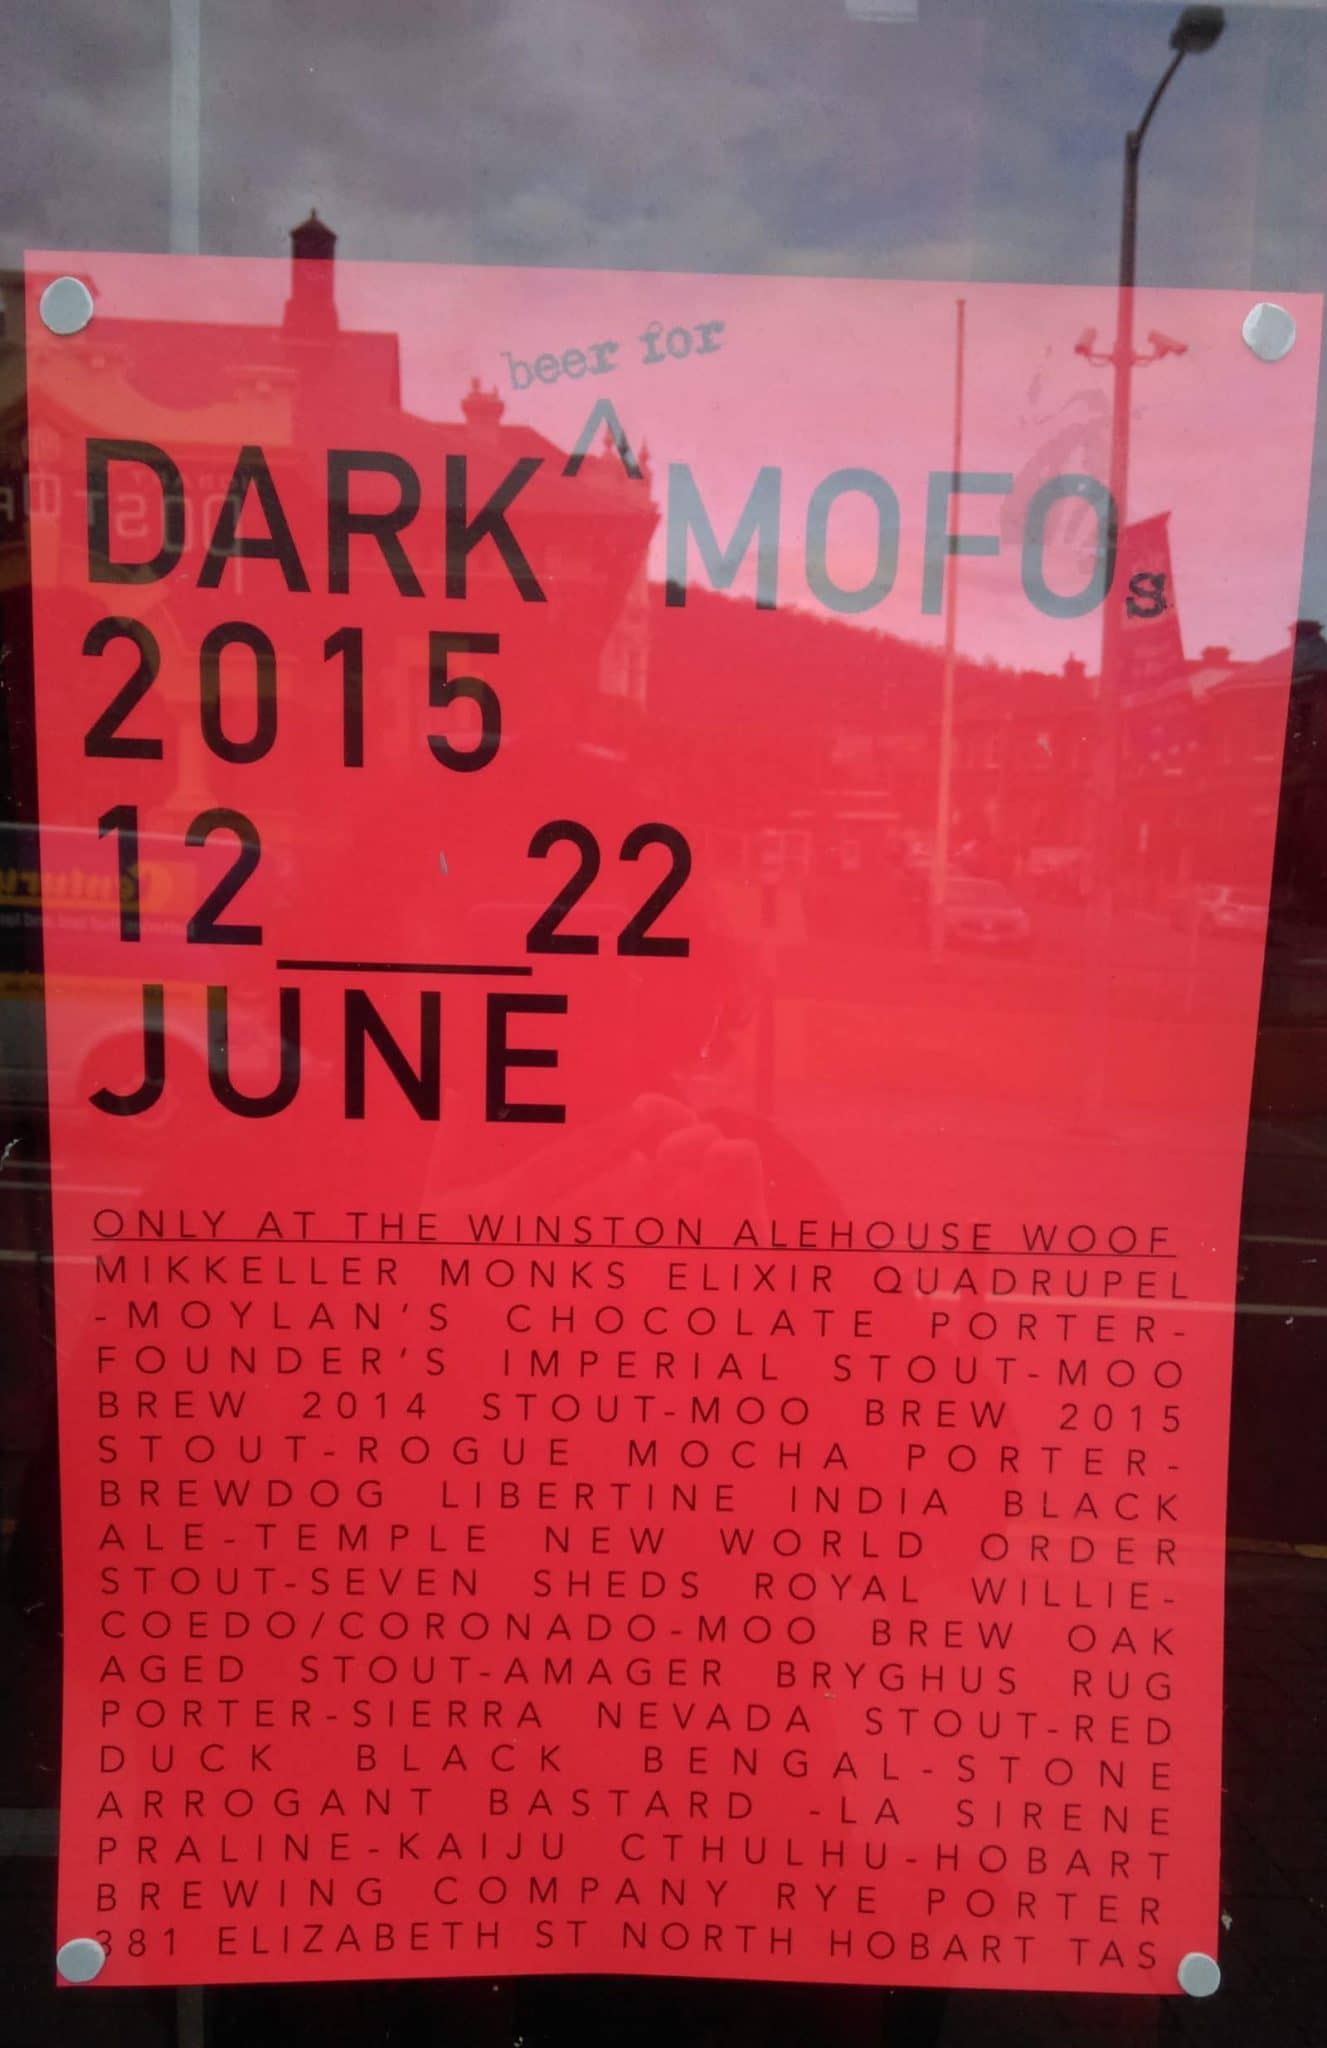 beer for
^
DARK MOFOs
2015
12__22
JUNE
ONLY AT THE WINSTON ALEHOUSE WOOF
MIKKELLER MONKS ELIXIR QUADRUPEL
-MOYLAN'S CHOCOLATE PORTER-
FOUNDER'S IMPERIAL STOUT-MOO
BREW 2014 STOUT-MOO BREW 2015
STOUT-ROGUE MOCHA PORTER-
BREWDOG LIBERTINE INDIA BLACK
ALE-TEMPLE NEW WORLD ORDER
STOUT-SEVEN SHEDS ROYAL WILLIE-
COEDO/CORONADO-MOO BREW OAK
AGED STOUT-AMAGER BRYGHUS RUG
PORTER-SIERRA NEVADA STOUT-RED
DUCK BLACK BENGAL-STONE
ARROGANT BASTARD -LA SIRENE
PRALINE-KAIJU CTHULHU-HOBART
BREWING COMPANY RYE PORTER
381 ELIZABETH ST NORTH HOBART TAS